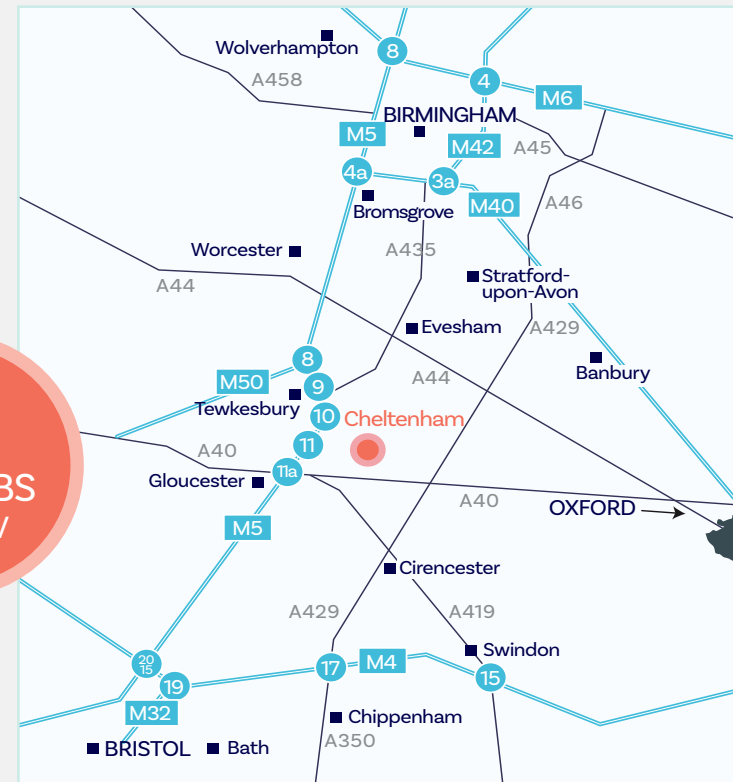 Wolverhampton
8
A458
4
M6
BIRMINGHAM
M5
M42
A45
4a
3a
M40
A46
Bromsgrove
Worcester
A435
A44
Stratford-
upon-Avon
Evesham
A429
8
M50
9
A44
Banbury
Tewkesbury
10
Cheltenham
11
A40
11a
Gloucester
BS
A40
OXFORD
M5
Cirencester
A429
A419
Swindon
20
15
17
M4
19
15
M32
Chippenham
A350
BRISTOL
Bath